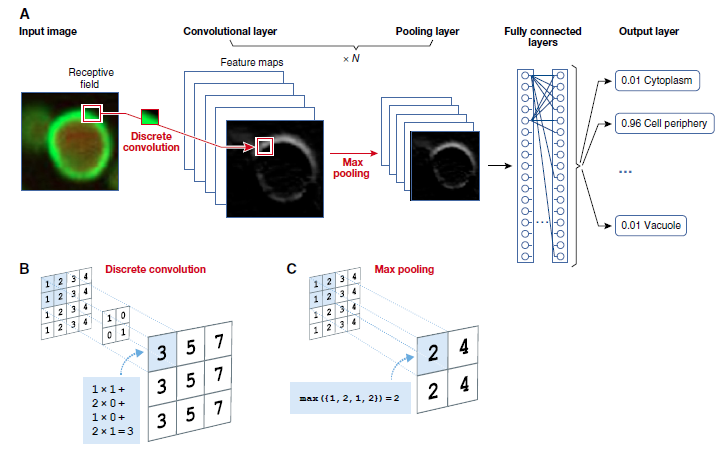 A
Input image
Convolutional layer
Pooling layer
Fully connected
layers
Output layer
× N
Receptive
field
Feature maps
Discrete
convolution
Max
pooling
0.01 Cytoplasm
0.96 Cell periphery
...
0.01 Vacuole
...
B
Discrete convolution
1 2 3 4
1 2 3 4
1 2 3 4
1 2 3 4
1 0
0 1
3 5 7
3 5 7
3 5 7
1 × 1 +
2 × 0 +
1 × 0 +
2 × 1 = 3
C
Max pooling
1 2 3 4
1 2 3 4
1 2 3 4
1 2 3 4
2 4
2 4
max ({1, 2, 1, 2}) = 2